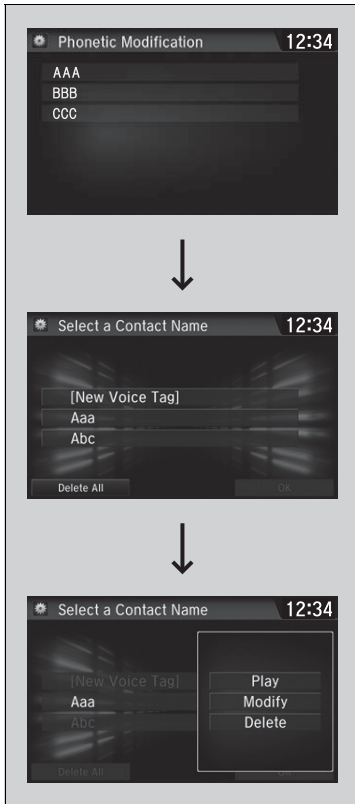 Phonetic Modification 12:34
AAA
BBB
CCC
Select a Contact Name 12:34
[New Voice Tag]
Aaa
Abc
Delete All OK
Select a Contact Name 12:34
[New Voice Tag] Play
Aaa Modify
Abc Delete
Delete All OK